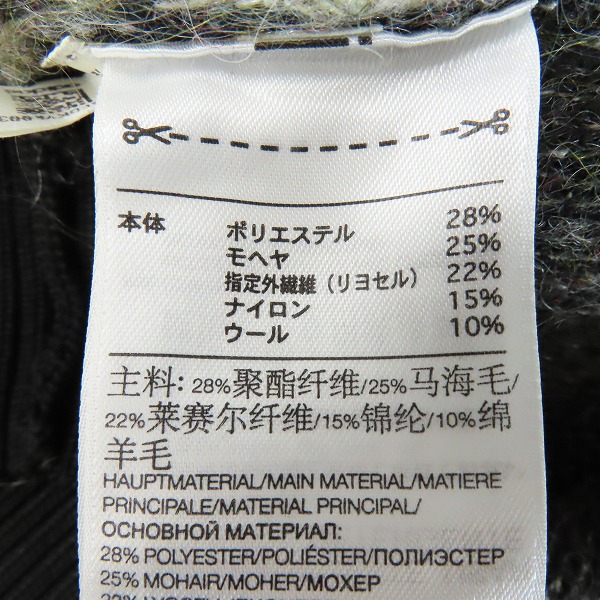 本体 ポリエステル 28%
モヘヤ 25%
指定外繊維（リヨセル） 22%
ナイロン 15%
ウール 10%
主料: 28%聚酯纤维/25%马海毛/
22%莱赛尔纤维/15%锦纶/10%绵
羊毛
HAUPTMATERIAL/MAIN MATERIAL/MATIERE
PRINCIPALE/MATERIAL PRINCIPAL/
ОСНОВНОЙ МАТЕРИАЛ:
28% POLYESTER/POLIÉSTER/ПОЛИЭСТЕР
25% MOHAIR/MOHER/МОХЕР